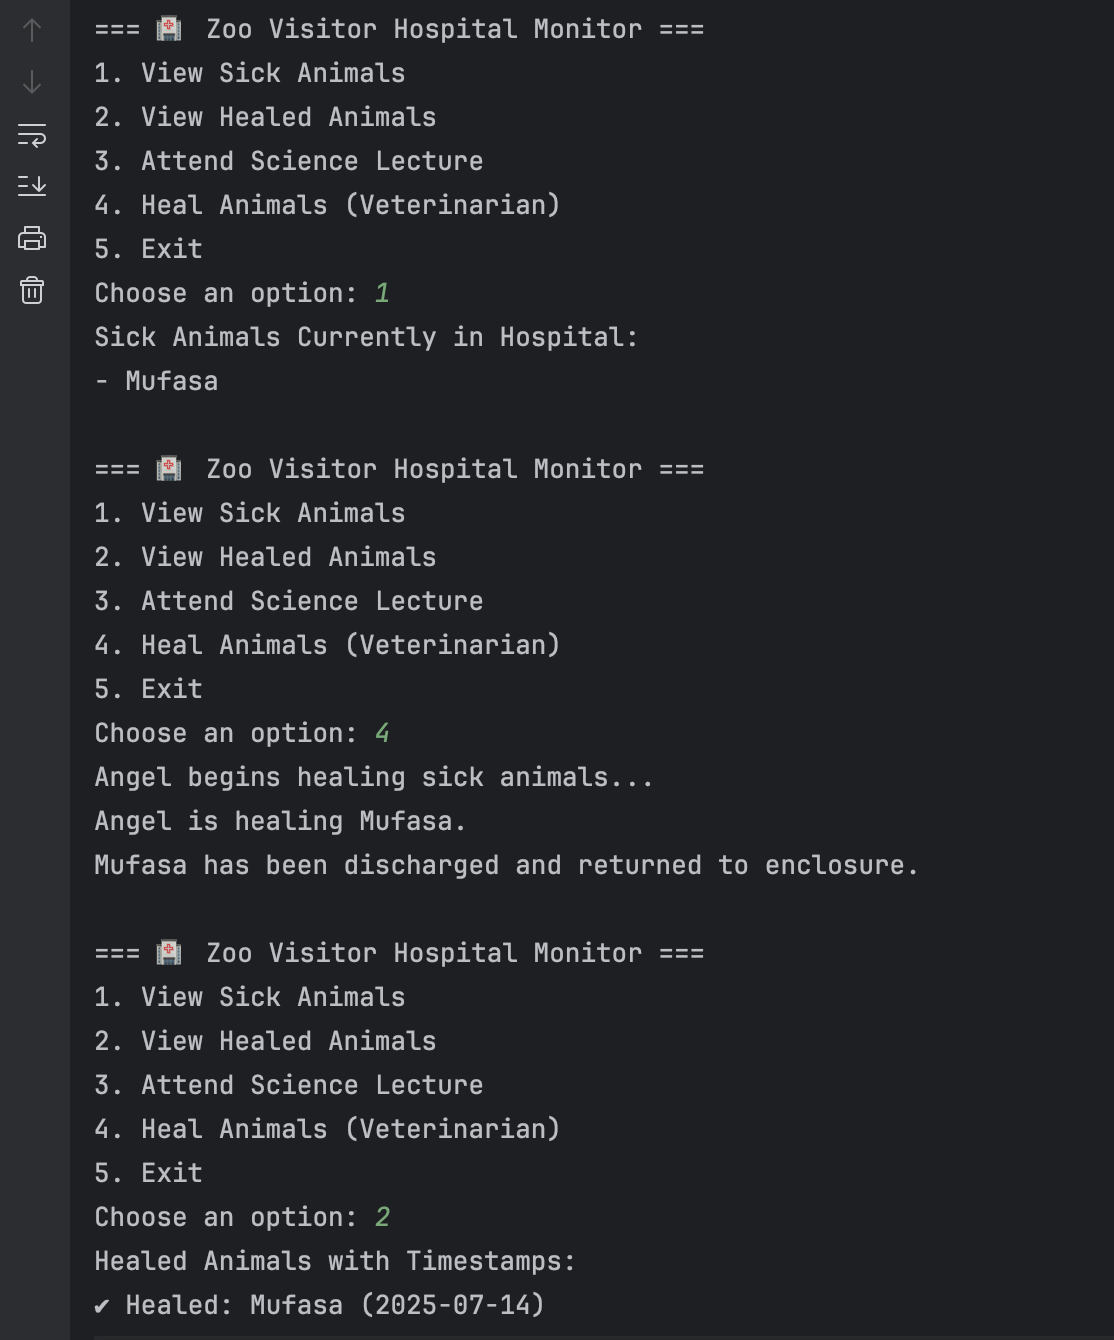 === 🏥 Zoo Visitor Hospital Monitor ===
1. View Sick Animals
2. View Healed Animals
3. Attend Science Lecture
4. Heal Animals (Veterinarian)
5. Exit
Choose an option: 1
Sick Animals Currently in Hospital:
- Mufasa
=== 🏥 Zoo Visitor Hospital Monitor ===
1. View Sick Animals
2. View Healed Animals
3. Attend Science Lecture
4. Heal Animals (Veterinarian)
5. Exit
Choose an option: 4
Angel begins healing sick animals...
Angel is healing Mufasa.
Mufasa has been discharged and returned to enclosure.
=== 🏥 Zoo Visitor Hospital Monitor ===
1. View Sick Animals
2. View Healed Animals
3. Attend Science Lecture
4. Heal Animals (Veterinarian)
5. Exit
Choose an option: 2
Healed Animals with Timestamps:
✔ Healed: Mufasa (2025-07-14)